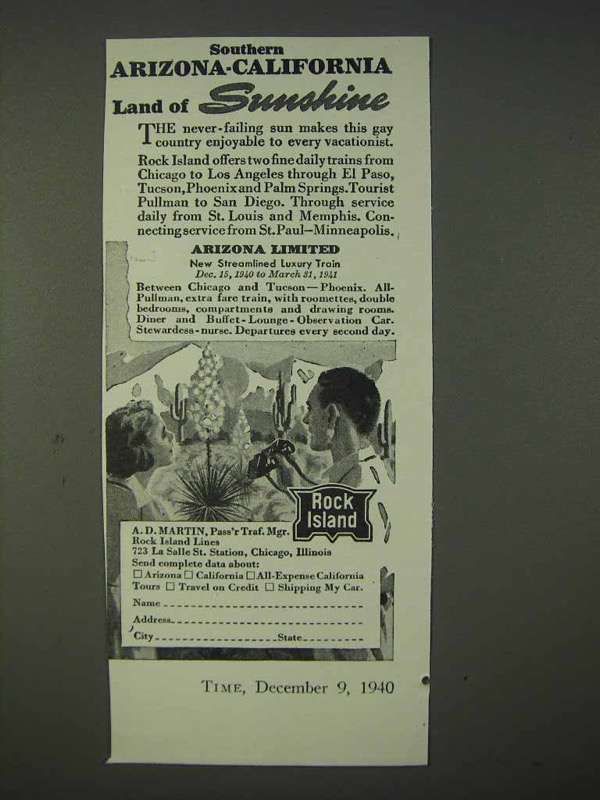 Southern
ARIZONA-CALIFORNIA
Land of Sunshine
THE never-failing sun makes this gay
country enjoyable to every vacationist.
Rock Island offers two fine daily trains from
Chicago to Los Angeles through El Paso,
Tucson, Phoenix and Palm Springs. Tourist
Pullman to San Diego. Through service
daily from St. Louis and Memphis. Con-
necting service from St. Paul—Minneapolis.
ARIZONA LIMITED
New Streamlined Luxury Train
Dec. 15, 1940 to March 31, 1941
Between Chicago and Tucson—Phoenix. All-
Pullman, extra fare train, with roomettes, double
bedrooms, compartments and drawing rooms.
Diner and Buffet-Lounge-Observation Car.
Stewardess-nurse. Departures every second day.
Rock
Island
A. D. MARTIN, Pass'r Traf. Mgr.
Rock Island Lines
723 La Salle St. Station, Chicago, Illinois
Send complete data about:
□ Arizona □ California □ All-Expense California
Tours □ Travel on Credit □ Shipping My Car.
Name
Address
City State
TIME, December 9, 1940